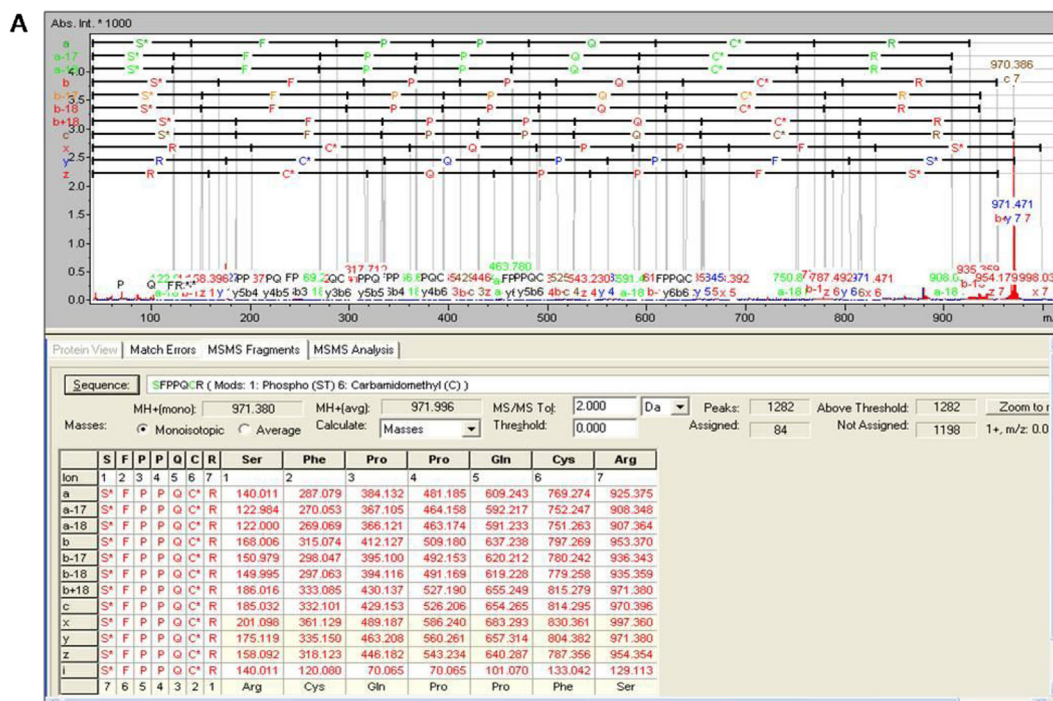 A
Abs. Int. * 1000
a S* F P P Q C* R
a-17 S* F P P Q C* R
F P P Q C* R
970.386
b S* F P P Q C* R
c 7
b-17 S* F P P Q C* R
b-18 S* F P P Q C* R
b+18 S* F P P Q C* R
c S* F P P Q C* R
x R C* Q P P F S*
y R C* Q P P F S*
z R C* Q P P F S*
4.0
3.5
3.0
2.5
2.0
1.5
1.0
0.5
0.0
971.471
463.780
317.712
935.359
100 200 300 400 500 600 700 800 900
Protein View Match Errors MSMS Fragments MSMS Analysis
Sequence: SFPPQCR ( Mods: 1: Phospho (ST) 6: Carbamidomethyl (C) )
Masses: MH+(mono): 971.380 MH+(avg): 971.996 MS/MS Tol: 2.000 Da Peaks: 1282 Above Threshold: 1282
Monoisotopic Average Calculate: Masses Threshold: 0.000 Assigned: 84 Not Assigned: 1198 1+, m/z: 0.0
S F P P Q C R Ser Phe Pro Pro Gln Cys Arg
Ion 1 2 3 4 5 6 7 1 2 3 4 5 6 7
a S* F P P Q C* R 140.011 287.079 384.132 481.185 609.243 769.274 925.375
a-17 S* F P P Q C* R 122.984 270.053 367.105 464.158 592.217 752.247 908.348
a-18 S* F P P Q C* R 122.000 269.069 366.121 463.174 591.233 751.263 907.364
b S* F P P Q C* R 168.006 315.074 412.127 509.180 637.238 797.269 953.370
b-17 S* F P P Q C* R 150.979 298.047 395.100 492.153 620.212 780.242 936.343
b-18 S* F P P Q C* R 149.995 297.063 394.116 491.169 619.228 779.258 935.359
b+18 S* F P P Q C* R 186.016 333.085 430.137 527.190 655.249 815.279 971.380
c S* F P P Q C* R 185.032 332.101 429.153 526.206 654.265 814.295 970.396
x S* F P P Q C* R 201.098 361.129 489.187 586.240 683.293 830.361 997.360
y S* F P P Q C* R 175.119 335.150 463.208 560.261 657.314 804.382 971.380
z S* F P P Q C* R 158.092 318.123 446.182 543.234 640.287 787.356 954.354
i S* F P P Q C* R 140.011 120.080 70.065 70.065 101.070 133.042 129.113
7 6 5 4 3 2 1 Arg Cys Gln Pro Pro Phe Ser